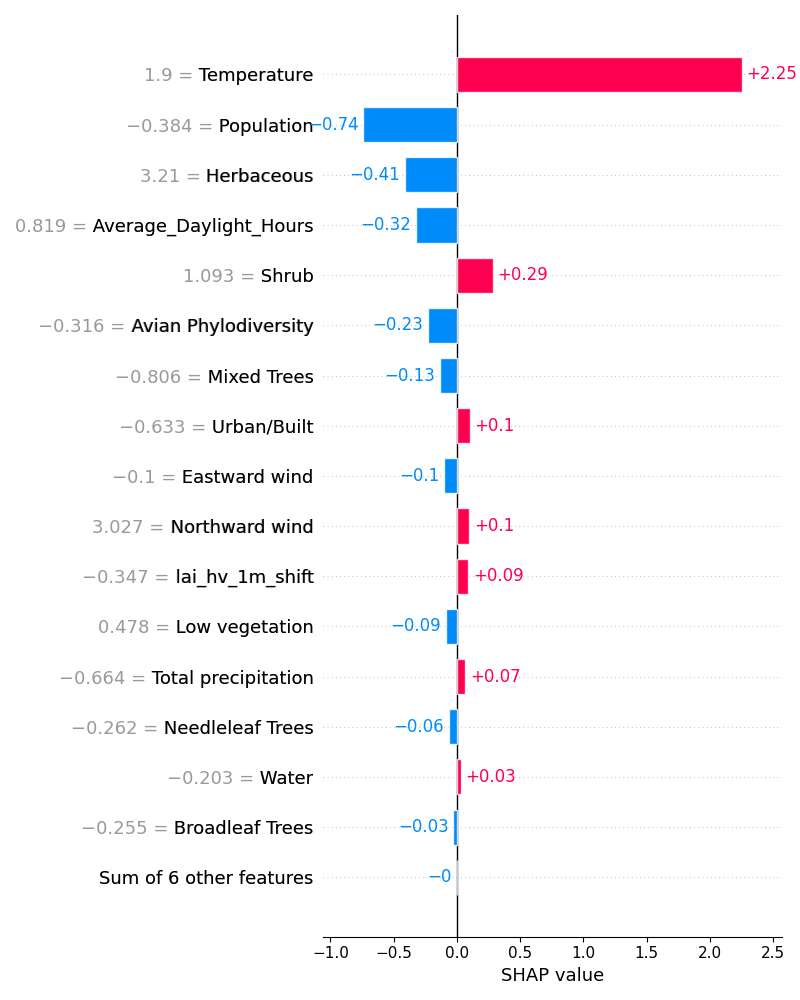 1.9 = Temperature +2.25
−0.384 = Population −0.74
3.21 = Herbaceous −0.41
0.819 = Average_Daylight_Hours −0.32
1.093 = Shrub +0.29
−0.316 = Avian Phylodiversity −0.23
−0.806 = Mixed Trees −0.13
−0.633 = Urban/Built +0.1
−0.1 = Eastward wind −0.1
3.027 = Northward wind +0.1
−0.347 = lai_hv_1m_shift +0.09
0.478 = Low vegetation −0.09
−0.664 = Total precipitation +0.07
−0.262 = Needleleaf Trees −0.06
−0.203 = Water +0.03
−0.255 = Broadleaf Trees −0.03
Sum of 6 other features −0
−1.0 −0.5 0.0 0.5 1.0 1.5 2.0 2.5
SHAP value